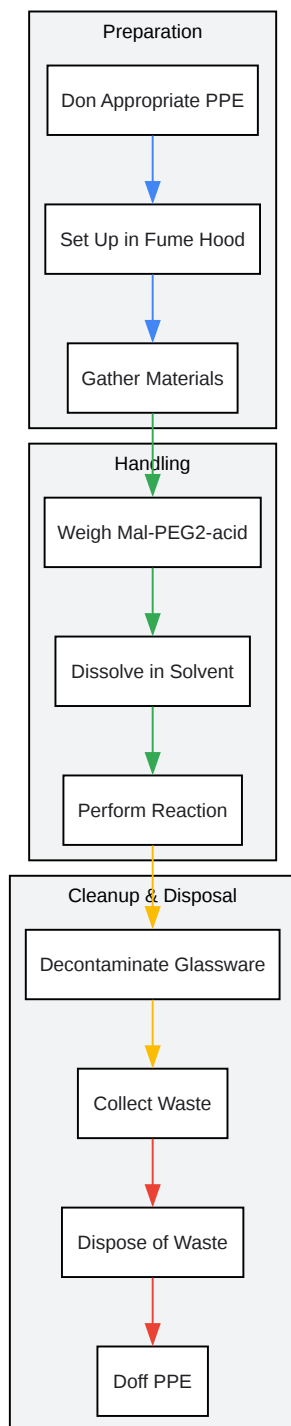 Preparation
Don Appropriate PPE
Set Up in Fume Hood
Gather Materials
Handling
Weigh Mal-PEG2-acid
Dissolve in Solvent
Perform Reaction
Cleanup & Disposal
Decontaminate Glassware
Collect Waste
Dispose of Waste
Doff PPE